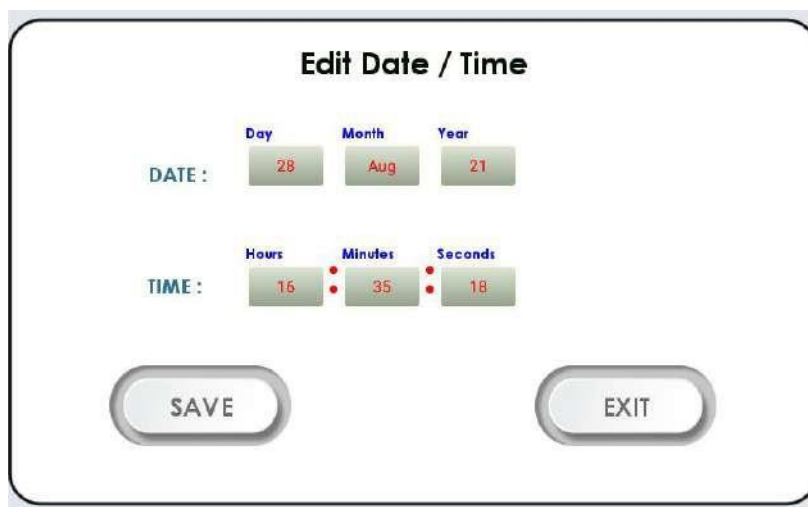 Edit Date / Time
Day Month Year
DATE : 28 Aug 21
Hours Minutes Seconds
TIME : 16 : 35 : 18
SAVE EXIT